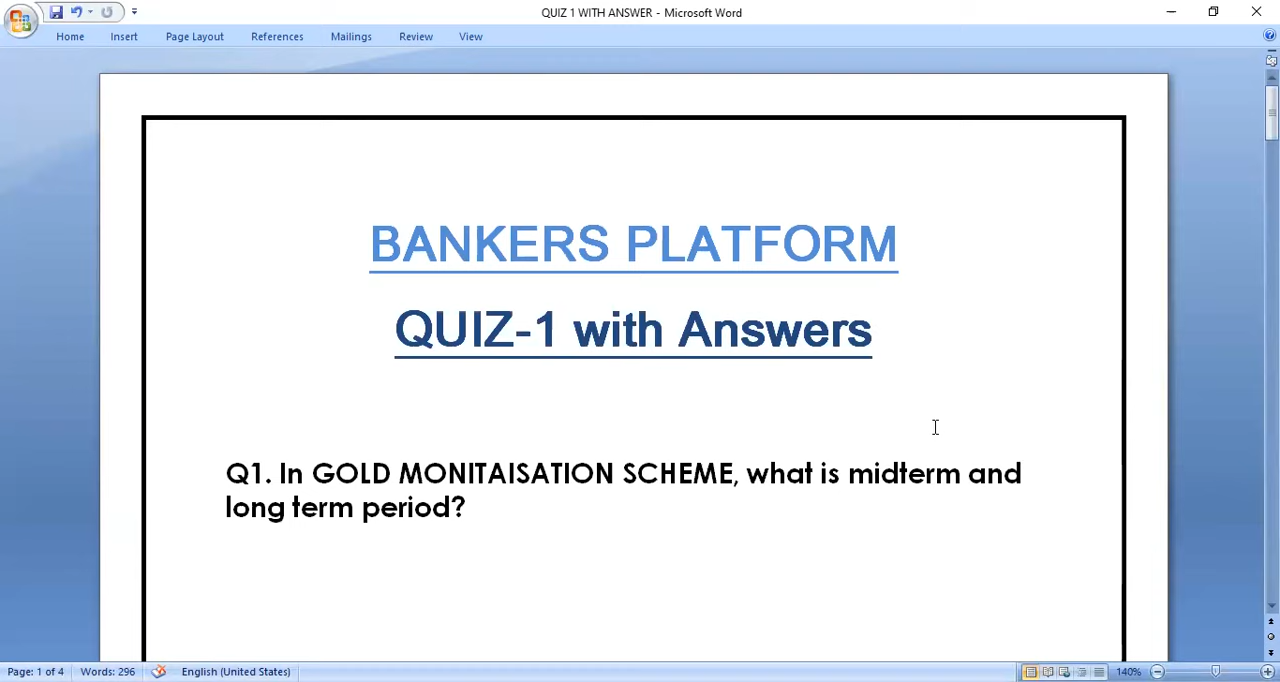 QUIZ 1 WITH ANSWER - Microsoft Word
Home Insert Page Layout References Mailings Review View
BANKERS PLATFORM
QUIZ-1 with Answers
Q1. In GOLD MONITAISATION SCHEME, what is midterm and
long term period?
Page: 1 of 4 Words: 296 English (United States) 140%